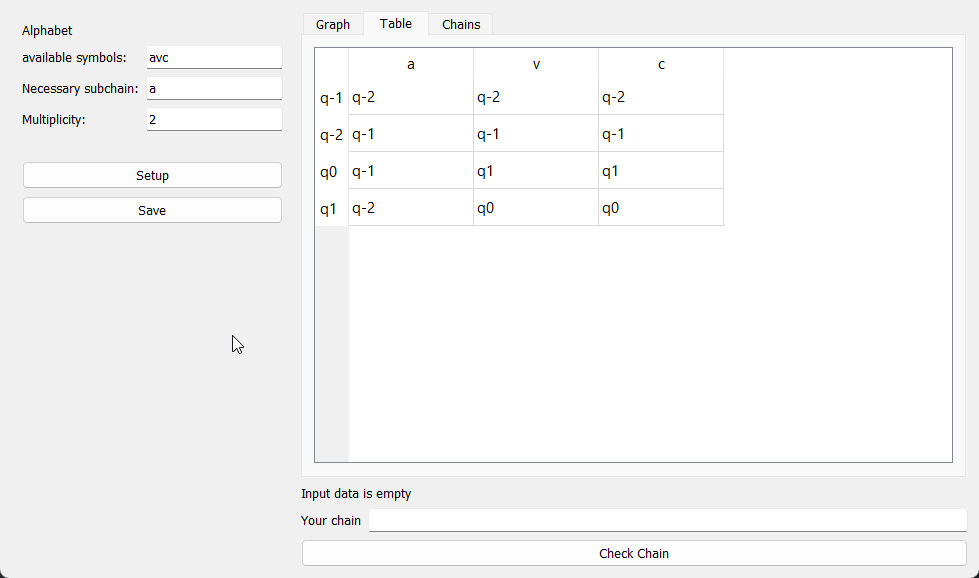 Alphabet
available symbols: avc
Necessary subchain: a
Multiplicity: 2
Setup
Save
Graph Table Chains
a v c
q-1 q-2 q-2 q-2
q-2 q-1 q-1 q-1
q0 q-1 q1 q1
q1 q-2 q0 q0
Input data is empty
Your chain
Check Chain